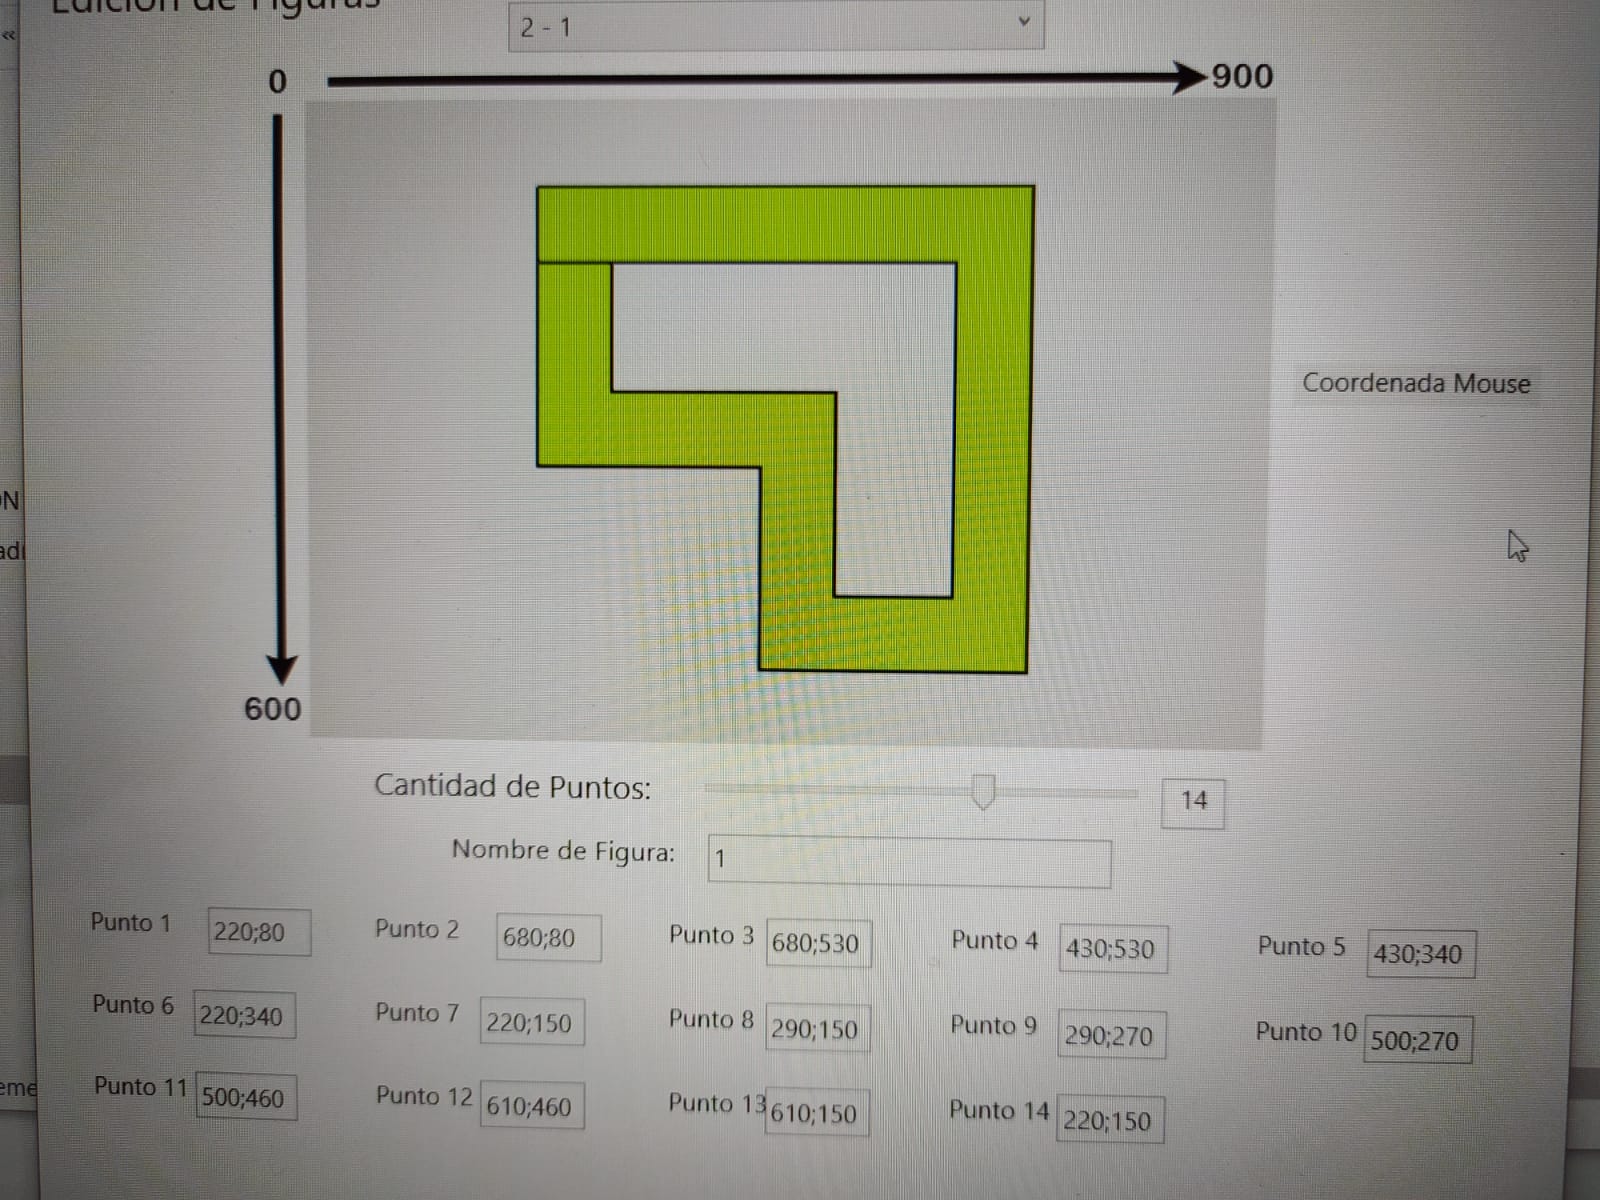 Edición de Figuras
«
2 - 1
0
900
Coordenada Mouse
600
Cantidad de Puntos:
14
Nombre de Figura:
1
Punto 1 220;80 Punto 2 680;80 Punto 3 680;530 Punto 4 430;530 Punto 5 430;340
Punto 6 220;340 Punto 7 220;150 Punto 8 290;150 Punto 9 290;270 Punto 10 500;270
Punto 11 500;460 Punto 12 610;460 Punto 13 610;150 Punto 14 220;150